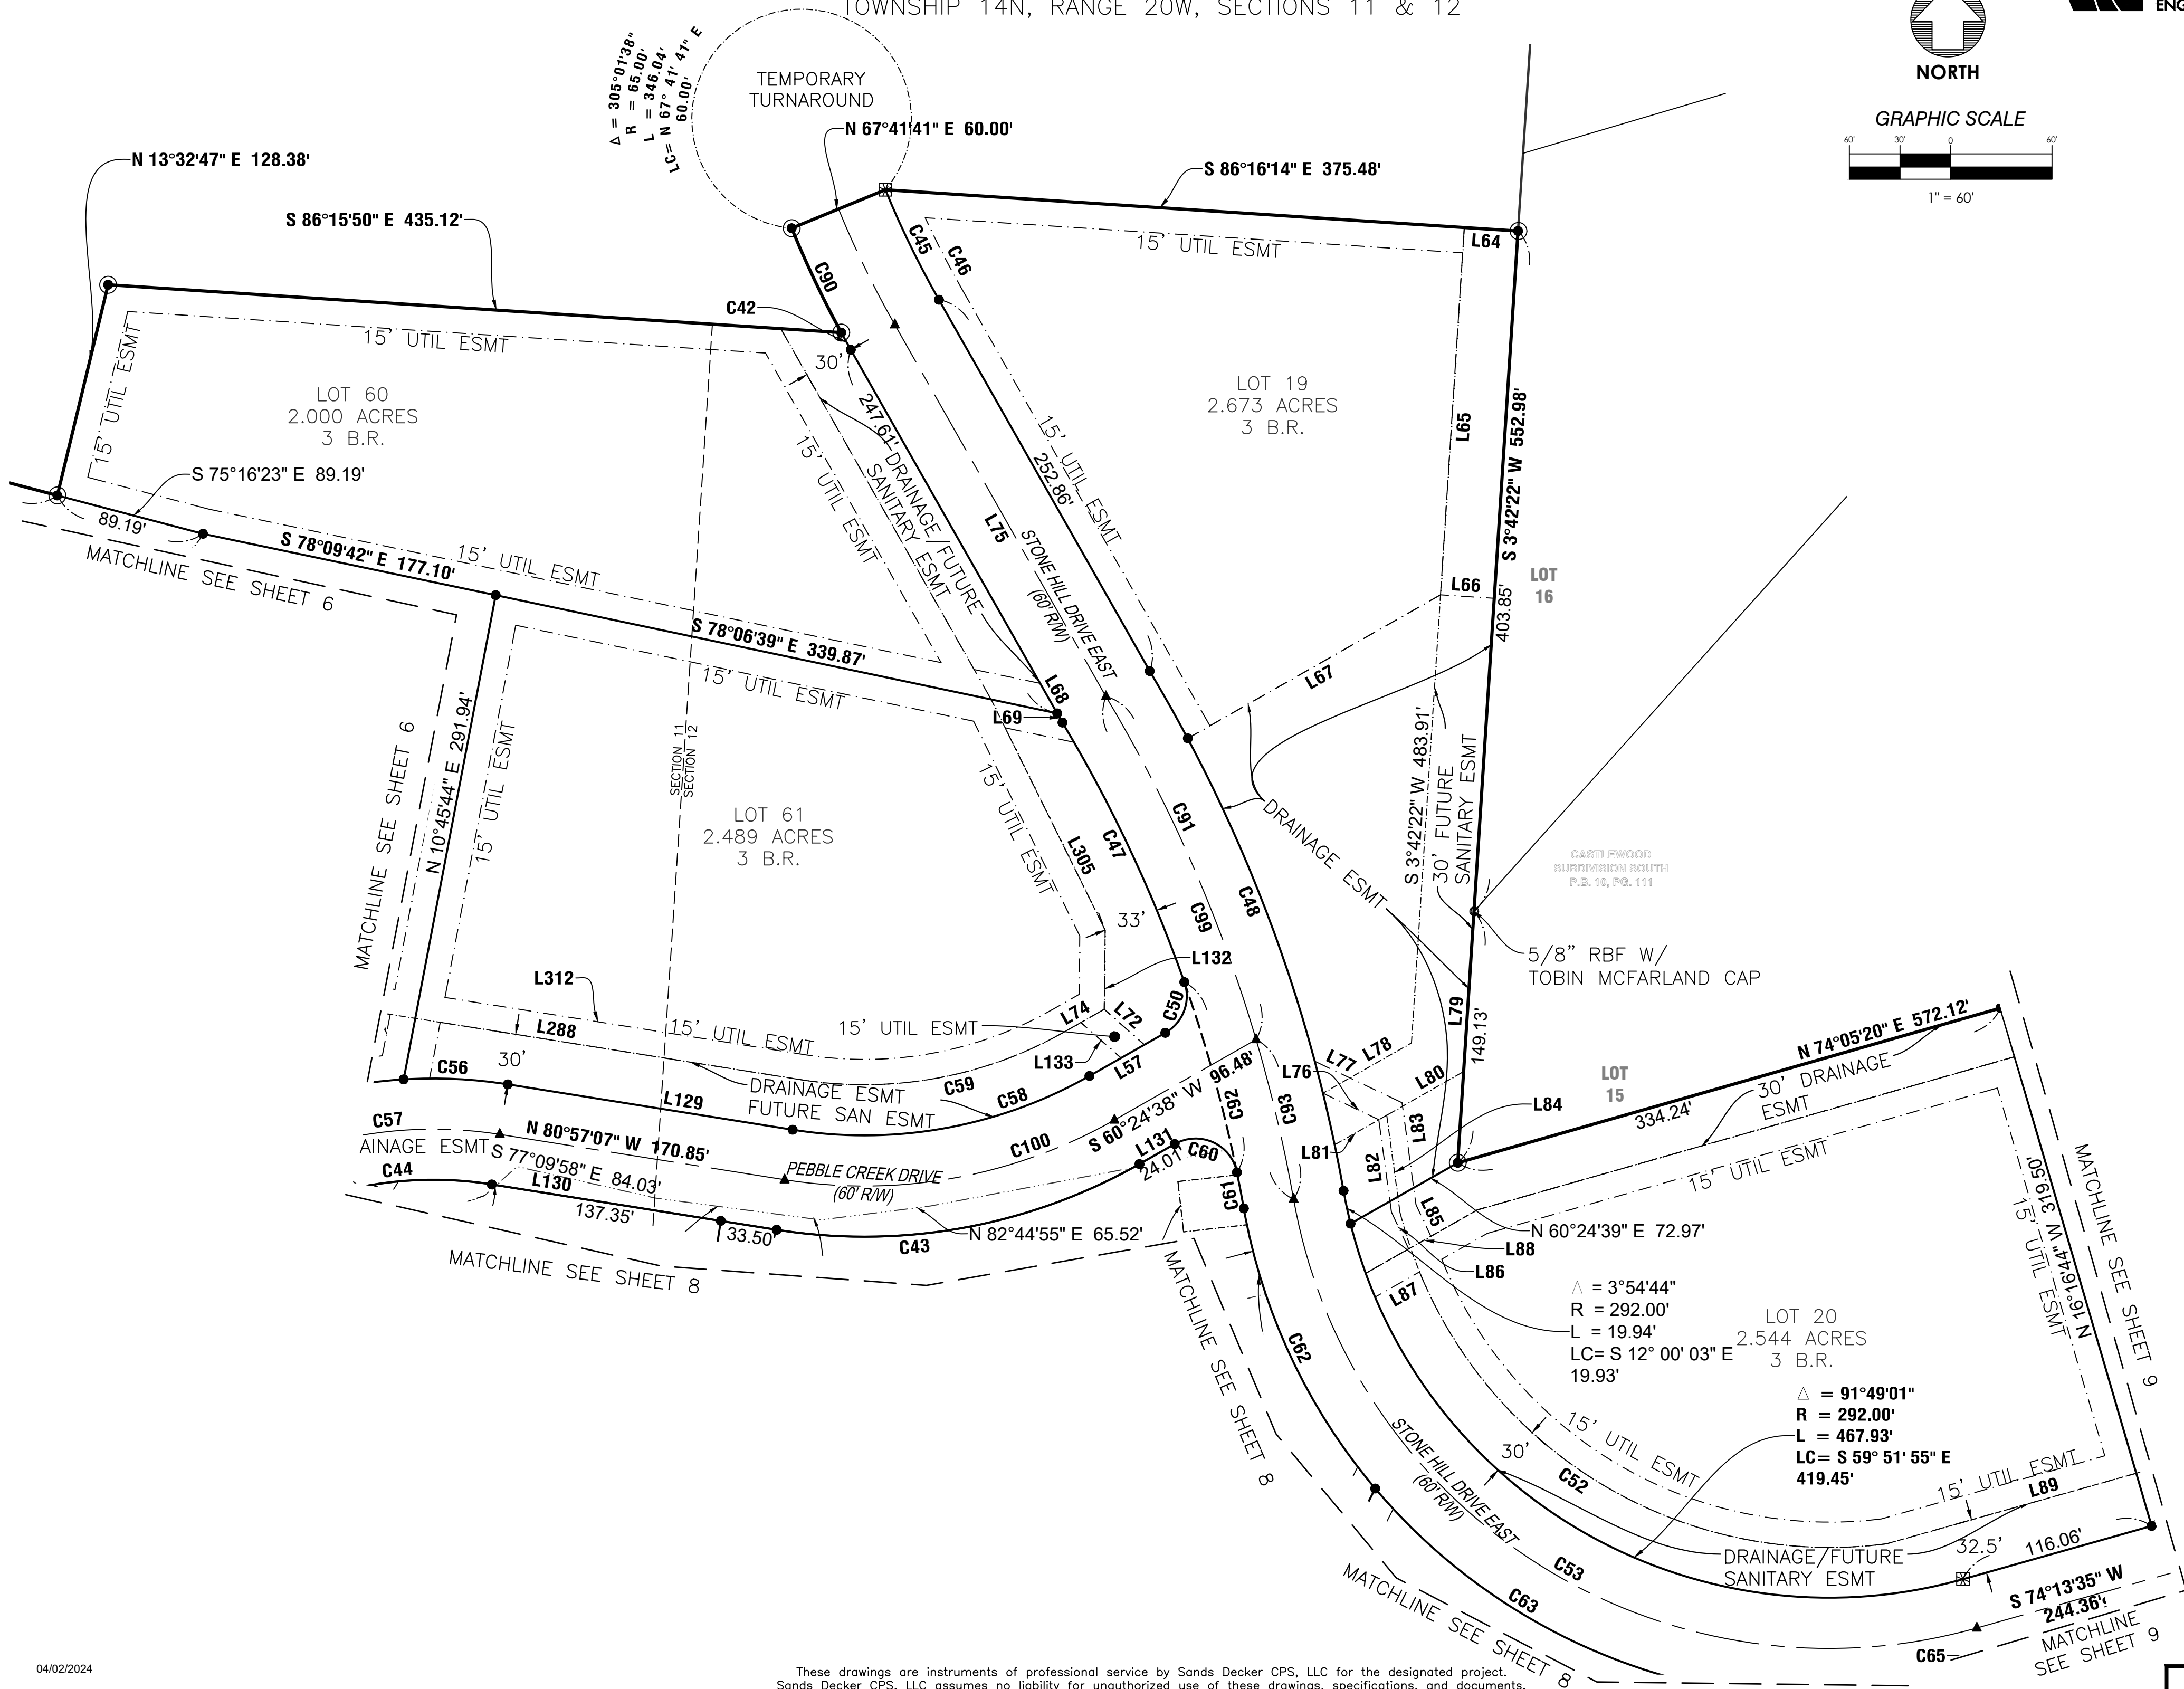 TOWNSHIP 14N, RANGE 20W, SECTIONS 11 & 12
NORTH
GRAPHIC SCALE
60' 30' 0 60'
1" = 60'
Δ = 305°01'38"
R = 65.00'
L = 346.04'
LC= N 67° 41' 41" E
60.00'
TEMPORARY
TURNAROUND
N 67°41'41" E 60.00'
N 13°32'47" E 128.38'
S 86°15'50" E 435.12'
S 86°16'14" E 375.48'
C45
C46
15' UTIL ESMT
L64
C90
C42
30'
15' UTIL ESMT
15' UTIL ESMT
LOT 60
2.000 ACRES
3 B.R.
LOT 19
2.673 ACRES
3 B.R.
247.61'
DRAINAGE/FUTURE
SANITARY ESMT
15' UTIL ESMT
15' UTIL ESMT
252.86'
L65
S 3°42'22" W 552.98'
S 75°16'23" E 89.19'
89.19'
MATCHLINE SEE SHEET 6
S 78°09'42" E 177.10'
15' UTIL ESMT
L75
STONE HILL DRIVE EAST
(60' R/W)
L66
403.85'
LOT
16
S 78°06'39" E 339.87'
15' UTIL ESMT
L68
L69
L67
MATCHLINE SEE SHEET 6
N 10°45'44" E 291.94'
15' UTIL ESMT
SECTION 11
SECTION 12
LOT 61
2.489 ACRES
3 B.R.
15' UTIL ESMT
L305
C47
C91
DRAINAGE ESMT
S 3°42'22" W 483.91'
30' FUTURE
SANITARY ESMT
CASTLEWOOD
SUBDIVISION SOUTH
P.B. 10, PG. 111
C48
C99
33'
5/8" RBF W/
TOBIN MCFARLAND CAP
L132
L312
L288
15' UTIL ESMT
15' UTIL ESMT
L74
L72
C50
L133
L57
C56
30'
C59
C58
DRAINAGE ESMT
FUTURE SAN ESMT
L129
L79
149.13'
L77
L78
L76
L80
N 74°05'20" E 572.12'
30' DRAINAGE
ESMT
334.24'
LOT
15
S 60°24'38" W 96.48'
C92
C93
L84
L83
L81
L82
C57
AINAGE ESMT
N 80°57'07" W 170.85'
S 77°09'58" E 84.03'
C44
L130
137.35'
33.50'
PEBBLE CREEK DRIVE
(60' R/W)
C100
L131
24.01'
C60
C61
C43
N 82°44'55" E 65.52'
MATCHLINE SEE SHEET 8
15' UTIL ESMT
L85
N 60°24'39" E 72.97'
L88
L86
L87
MATCHLINE SEE SHEET 8
C62
Δ = 3°54'44"
R = 292.00'
L = 19.94'
LC= S 12° 00' 03" E
19.93'
LOT 20
2.544 ACRES
3 B.R.
Δ = 91°49'01"
R = 292.00'
L = 467.93'
LC= S 59° 51' 55" E
419.45'
N 16°16'44" W 319.50'
15' UTIL ESMT
MATCHLINE SEE SHEET 9
STONE HILL DRIVE EAST
(60' R/W)
30'
15' UTIL ESMT
C52
15' UTIL ESMT
L89
DRAINAGE/FUTURE
SANITARY ESMT
32.5'
116.06'
C53
C63
S 74°13'35" W
244.36'
MATCHLINE
SEE SHEET 9
C65
MATCHLINE SEE SHEET 8
04/02/2024
These drawings are instruments of professional service by Sands Decker CPS, LLC for the designated project.
Sands Decker CPS, LLC assumes no liability for unauthorized use of these drawings, specifications, and documents.